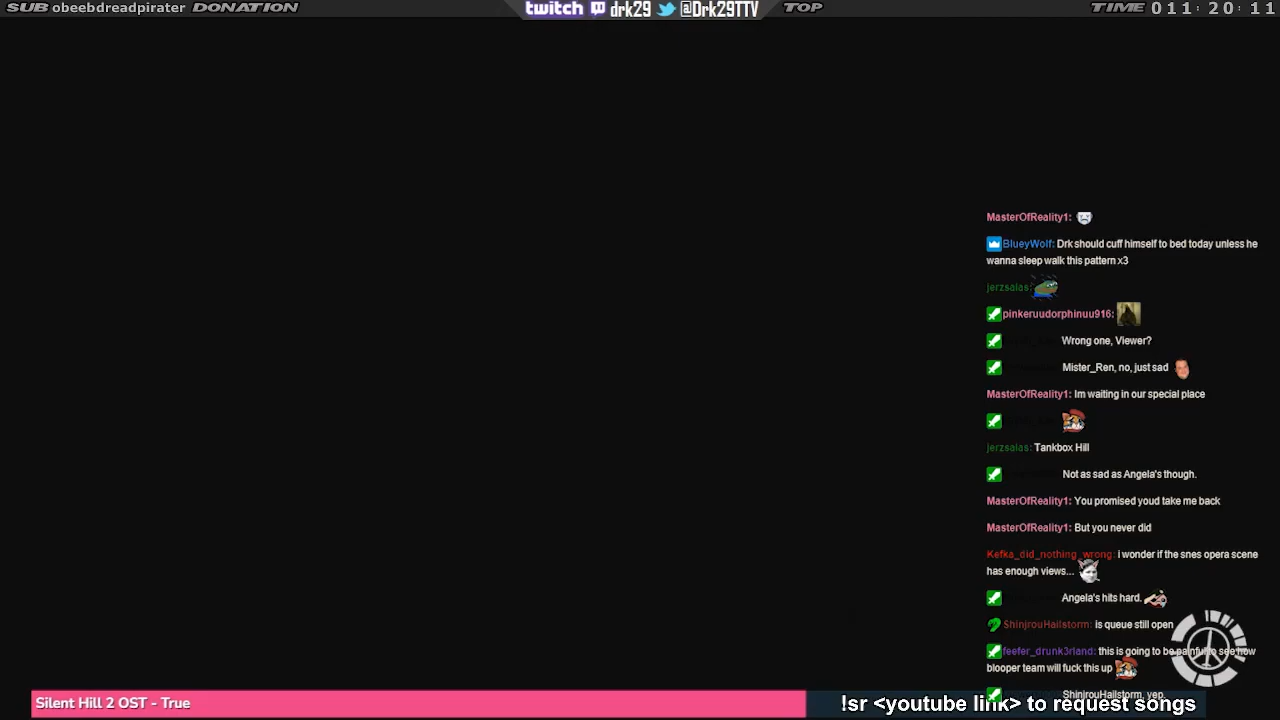 SUB obeebdreadpirater DONATION
twitch drk29 @Drk29TTV
TOP
TIME 011:20:11
MasterOfReality1:
BlueyWolf: Drk should cuff himself to bed today unless he
wanna sleep walk this pattern x3
jerzsalas:
pinkeruudorphinuu916:
Wrong one, Viewer?
Mister_Ren, no, just sad
MasterOfReality1: Im waiting in our special place
jerzsalas: Tankbox Hill
Not as sad as Angela's though.
MasterOfReality1: You promised youd take me back
MasterOfReality1: But you never did
Kefka_did_nothing_wrong: i wonder if the snes opera scene
has enough views...
Angela's hits hard.
ShinjrouHailstorm: is queue still open
feefer_drunk3rland: this is going to be painful to see how
blooper team will fuck this up
ShinjrouHailstorm, yep.
Silent Hill 2 OST - True
!sr <youtube link> to request songs